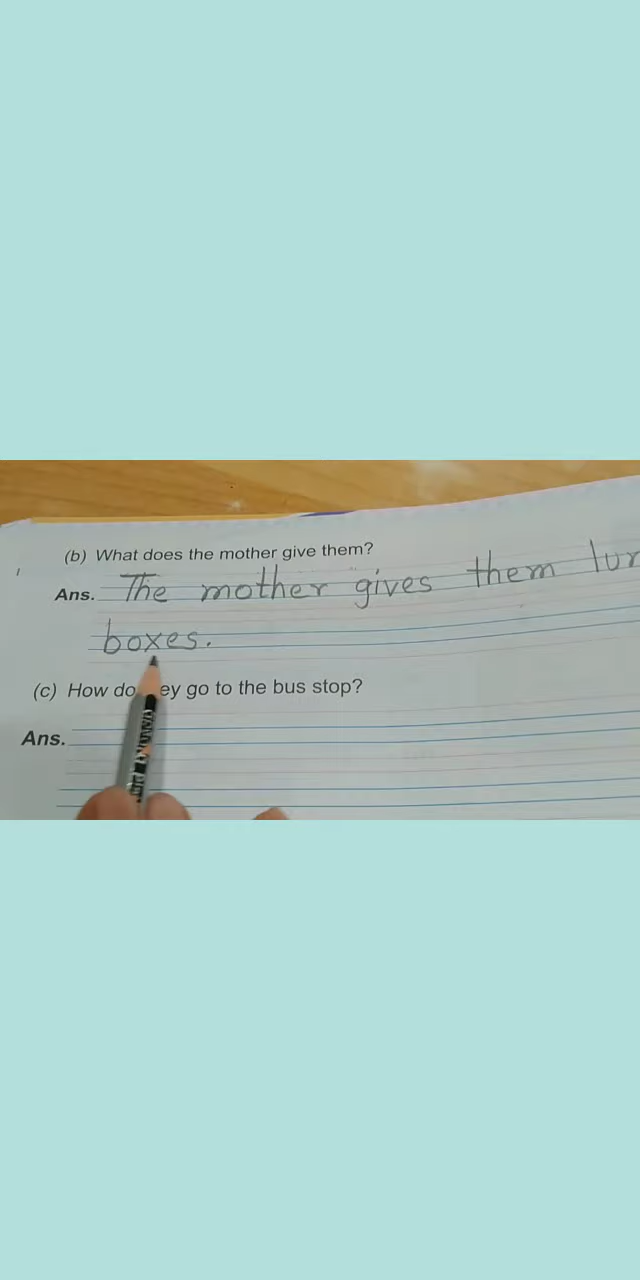 (b) What does the mother give them?
Ans. The mother gives them
boxes.
(c) How do go to the bus stop?
Ans.